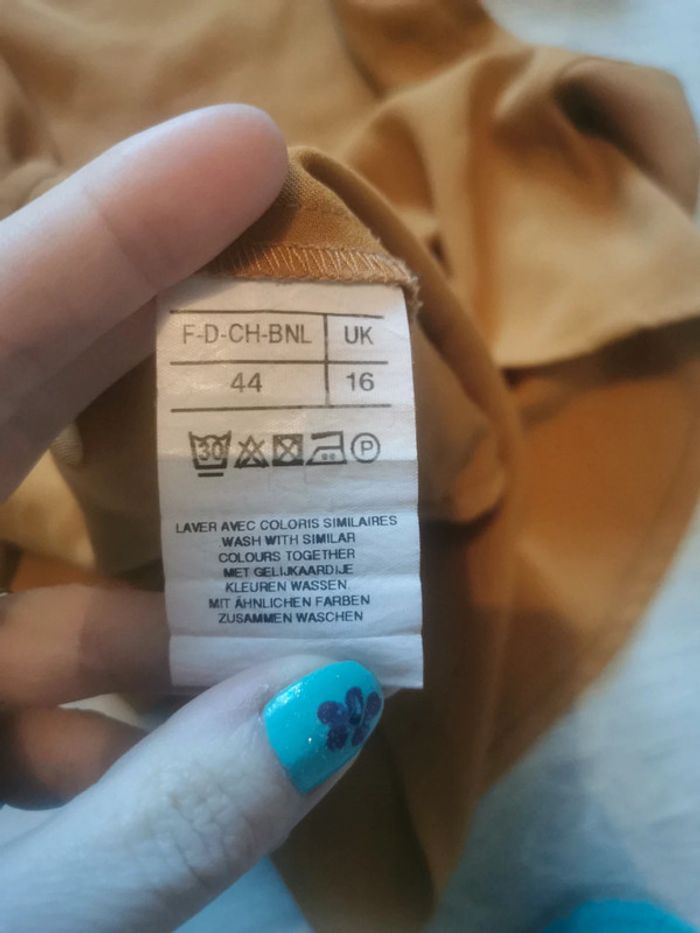 F-D-CH-BNL UK
44 16
30 P
LAVER AVEC COLORIS SIMILAIRES
WASH WITH SIMILAR
COLOURS TOGETHER
MET GELIJKAARDIJE
KLEUREN WASSEN
MIT ÄHNLICHEN FARBEN
ZUSAMMEN WASCHEN